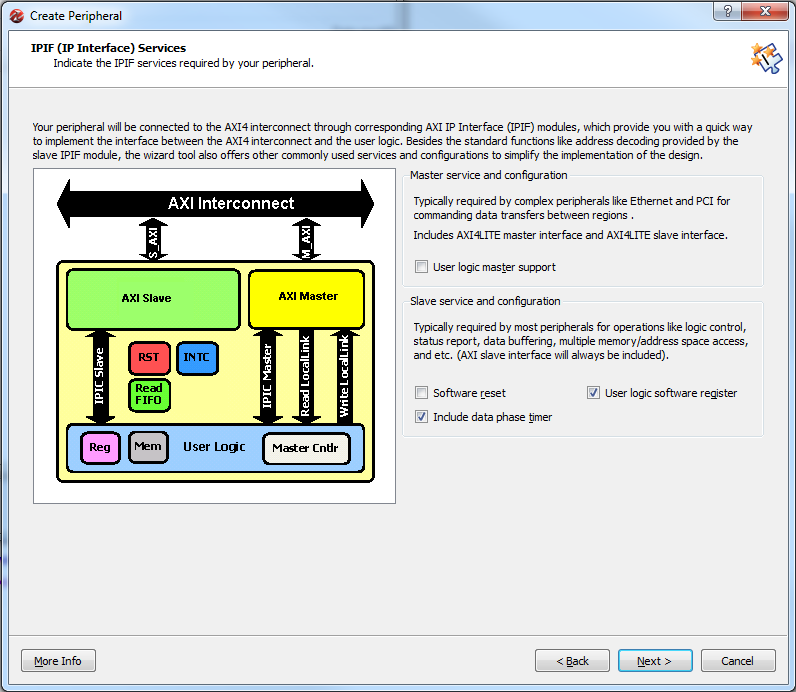 Create Peripheral
IPIF (IP Interface) Services
Indicate the IPIF services required by your peripheral.
Your peripheral will be connected to the AXI4 interconnect through corresponding AXI IP Interface (IPIF) modules, which provide you with a quick way
to implement the interface between the AXI4 interconnect and the user logic. Besides the standard functions like address decoding provided by the
slave IPIF module, the wizard tool also offers other commonly used services and configurations to simplify the implementation of the design.
AXI Interconnect
S_AXI
M_AXI
AXI Slave
AXI Master
IPIC Slave
RST
INTC
Read
FIFO
IPIC Master
Read LocalLink
Write LocalLink
Reg
Mem
User Logic
Master Cntlr
Master service and configuration
Typically required by complex peripherals like Ethernet and PCI for
commanding data transfers between regions .
Includes AXI4LITE master interface and AXI4LITE slave interface.
User logic master support
Slave service and configuration
Typically required by most peripherals for operations like logic control,
status report, data buffering, multiple memory/address space access,
and etc. (AXI slave interface will always be included).
Software reset
User logic software register
Include data phase timer
More Info
< Back
Next >
Cancel